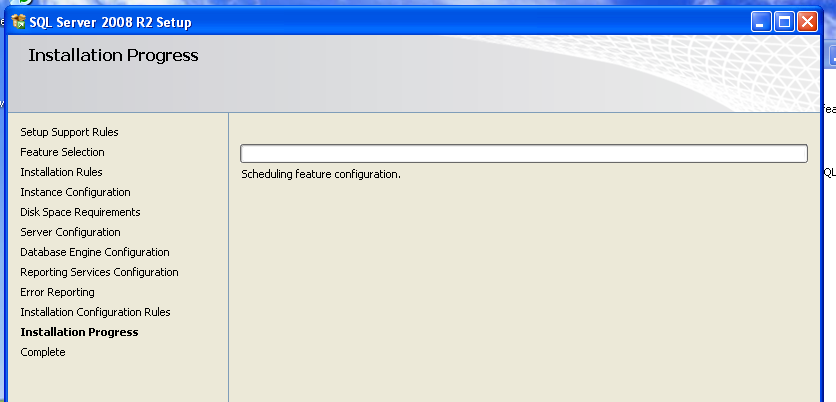 SQL Server 2008 R2 Setup
Installation Progress
Setup Support Rules
Feature Selection
Installation Rules
Instance Configuration
Disk Space Requirements
Server Configuration
Database Engine Configuration
Reporting Services Configuration
Error Reporting
Installation Configuration Rules
Installation Progress
Complete
Scheduling feature configuration.